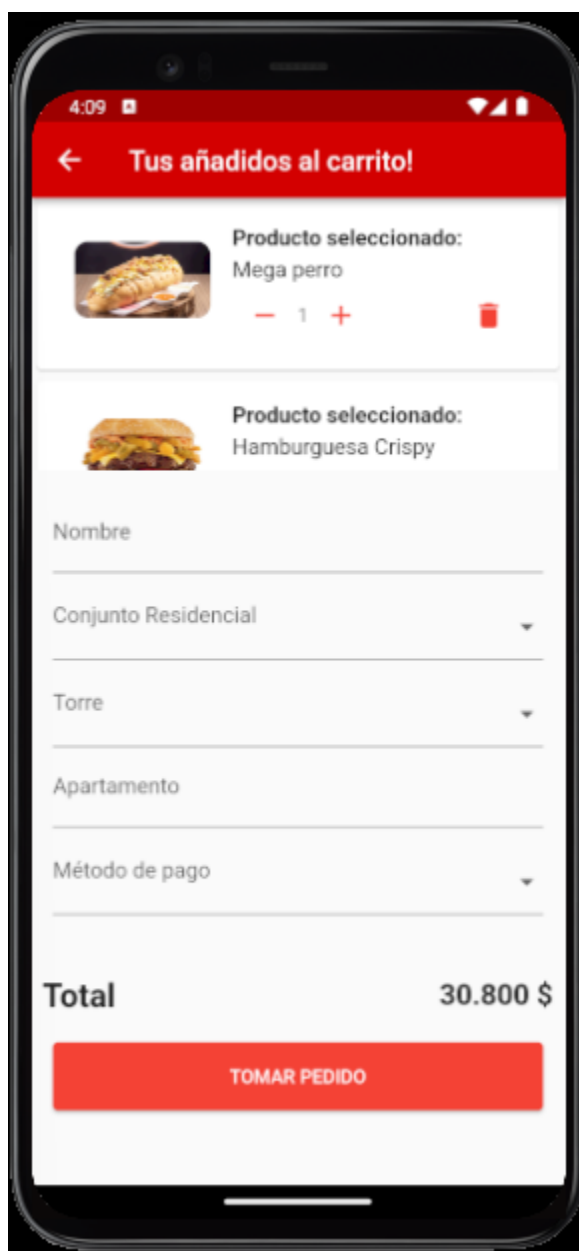 4:09
Tus añadidos al carrito!
Producto seleccionado:
Mega perro
1
Producto seleccionado:
Hamburguesa Crispy
Nombre
Conjunto Residencial
Torre
Apartamento
Método de pago
Total 30.800 $
TOMAR PEDIDO